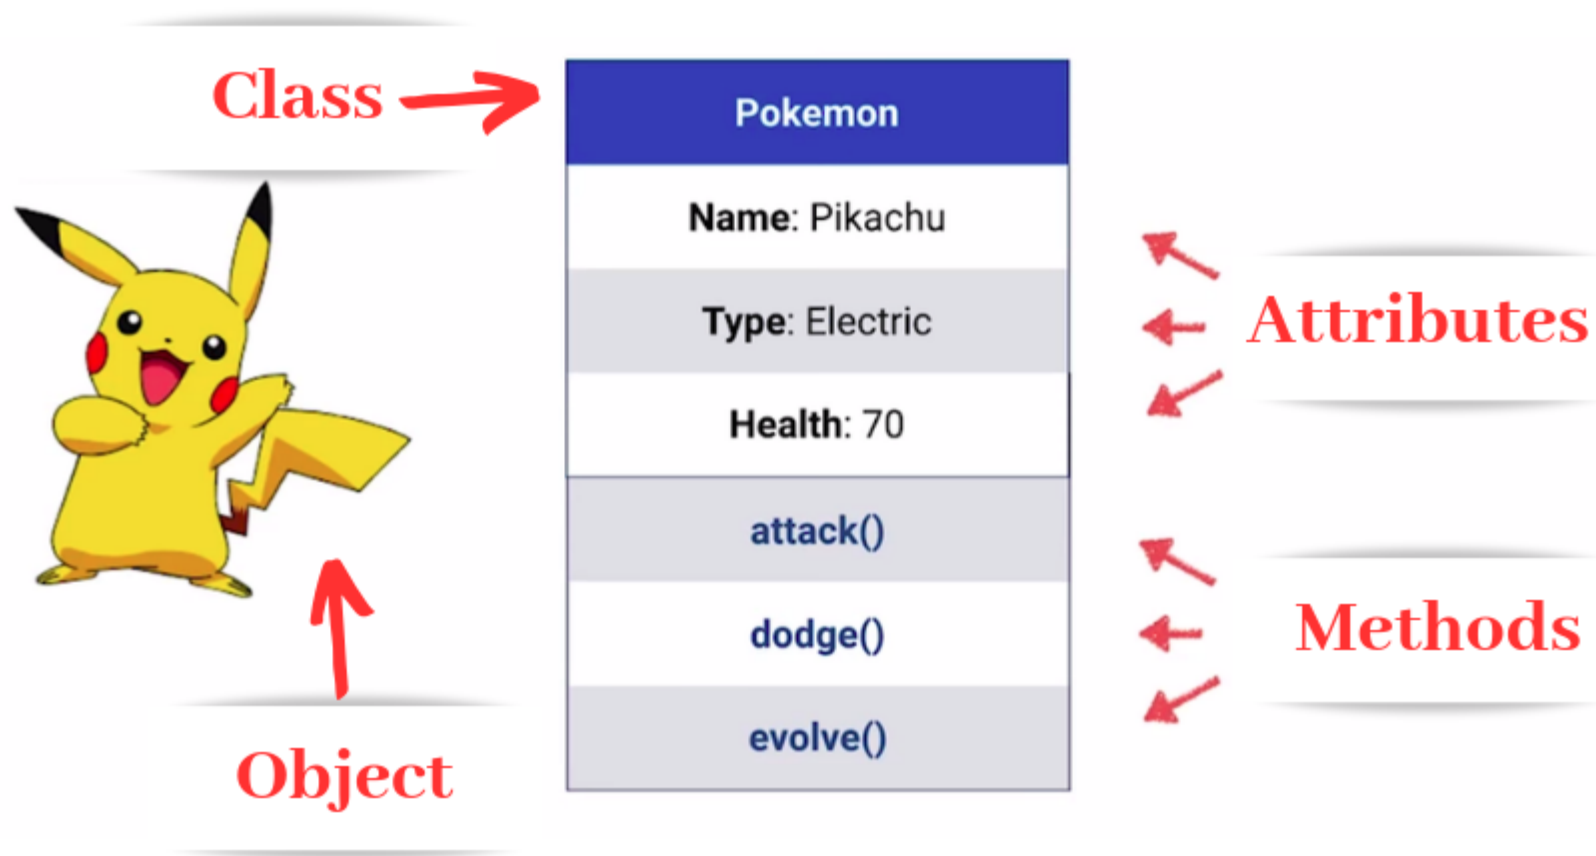 Class
Pokemon
Name: Pikachu
Type: Electric
Health: 70
Attributes
attack()
dodge()
evolve()
Methods
Object